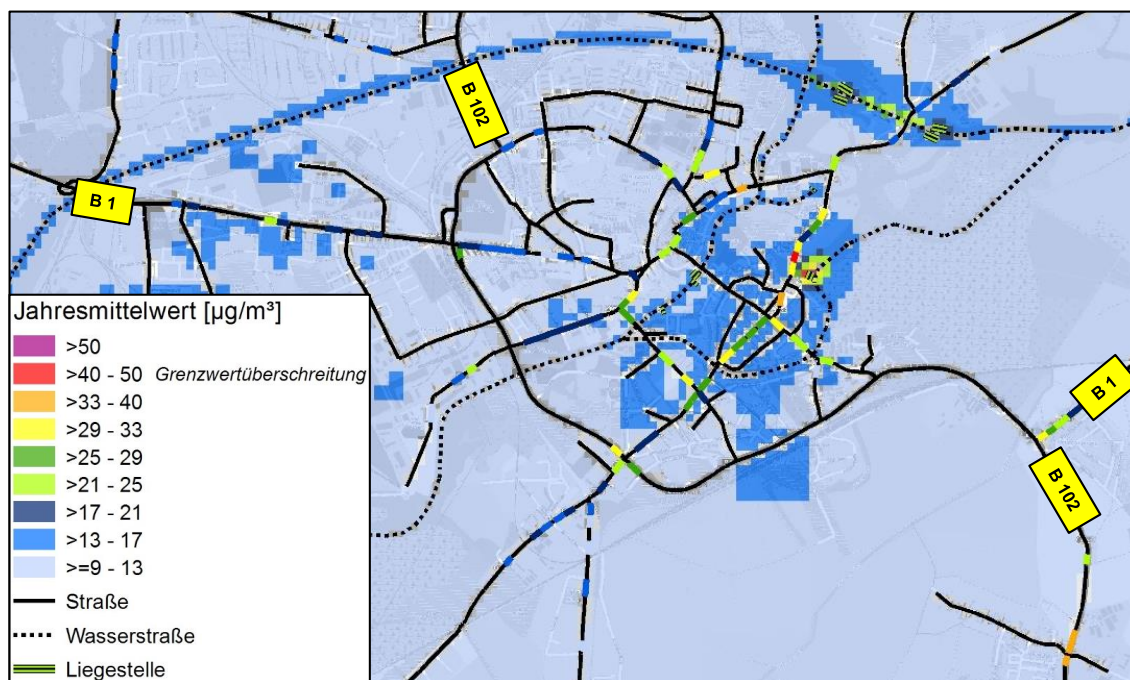 B 102
B 1
B 1
B 102
Jahresmittelwert [µg/m³]
>50
>40 - 50 Grenzwertüberschreitung
>33 - 40
>29 - 33
>25 - 29
>21 - 25
>17 - 21
>13 - 17
>=9 - 13
Straße
Wasserstraße
Liegestelle